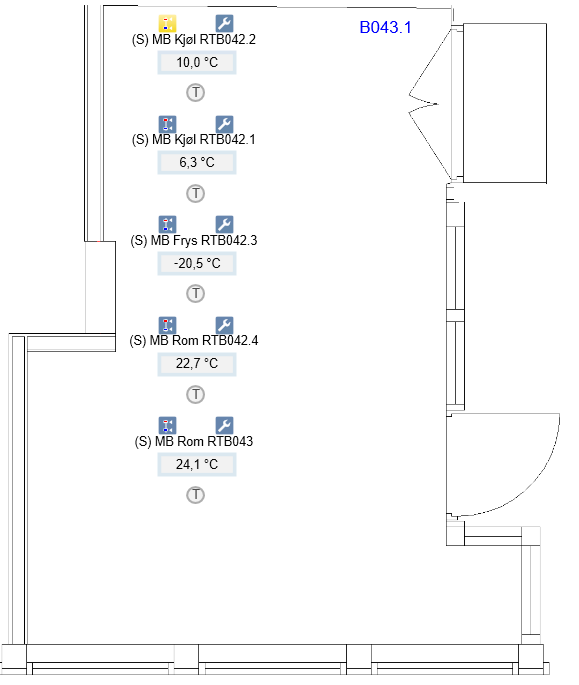 B043.1
(S) MB Kjøl RTB042.2
10,0 °C
T
(S) MB Kjøl RTB042.1
6,3 °C
T
(S) MB Frys RTB042.3
-20,5 °C
T
(S) MB Rom RTB042.4
22,7 °C
T
(S) MB Rom RTB043
24,1 °C
T